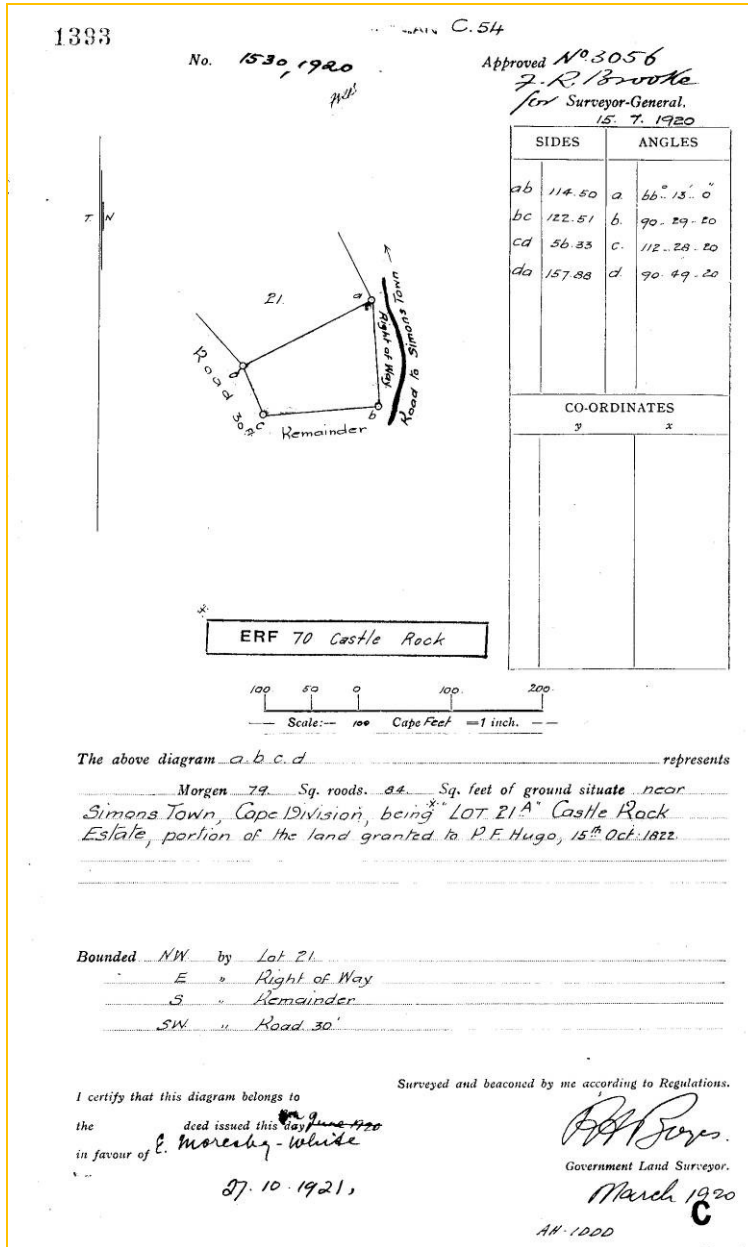 1393
C.54
No. 1530, 1920
Approved No 3056
F. R. Brooke
for Surveyor-General.
15. 7. 1920
SIDES ANGLES
ab 114.50 a. 66°.. 13'.. 0"
bc 122.51 b. 90-29-20
cd 56.33 c. 112-28-20
da 157.88 d. 90-49-20
CO-ORDINATES
y x
T. N
21.
a
Right of Way
Road to Simons Town
Road 30ft
c
b
Remainder
ERF 70 Castle Rock
100 50 0 100. 200.
Scale:— 100 Cape Feet =1 inch.
The above diagram a.b.c.d represents
Morgen 79 Sq. roods. 84 Sq. feet of ground situate near
Simons Town, Cape Division, being "LOT 21A" Castle Rock
Estate, portion of the land granted to P.F. Hugo, 15th Oct. 1822.
Bounded NW by Lot 21
E " Right of Way
S " Remainder
SW " Road 30'
I certify that this diagram belongs to
the deed issued this day June 1920
in favour of E. Moresby-White
27.10.1921,
Surveyed and beaconed by me according to Regulations.
Government Land Surveyor.
March 1920
C
AH-1DDD